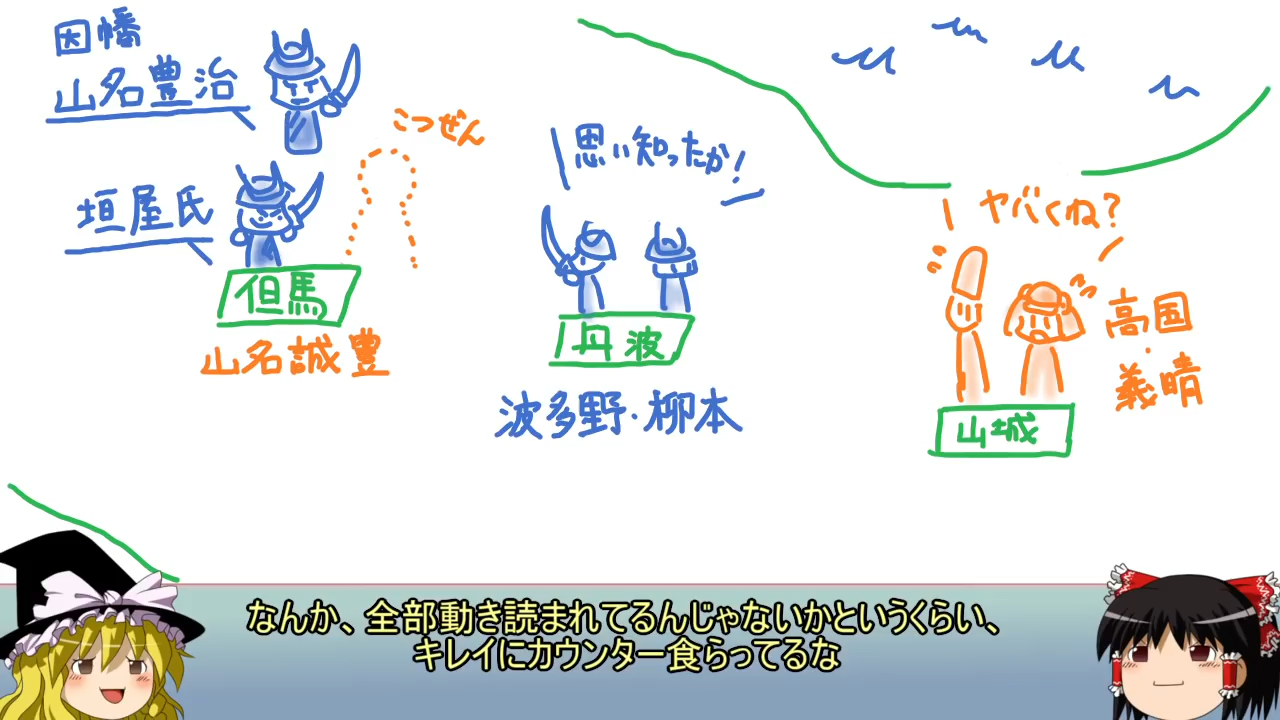 因幡
山名豊治
こつぜん
垣屋氏
但馬
山名誠豊
思い知ったか!
丹波
波多野・柳本
ヤバくね?
高国
・
義晴
山城
なんか、全部動き読まれてるんじゃないかというくらい、
キレイにカウンター食らってるな